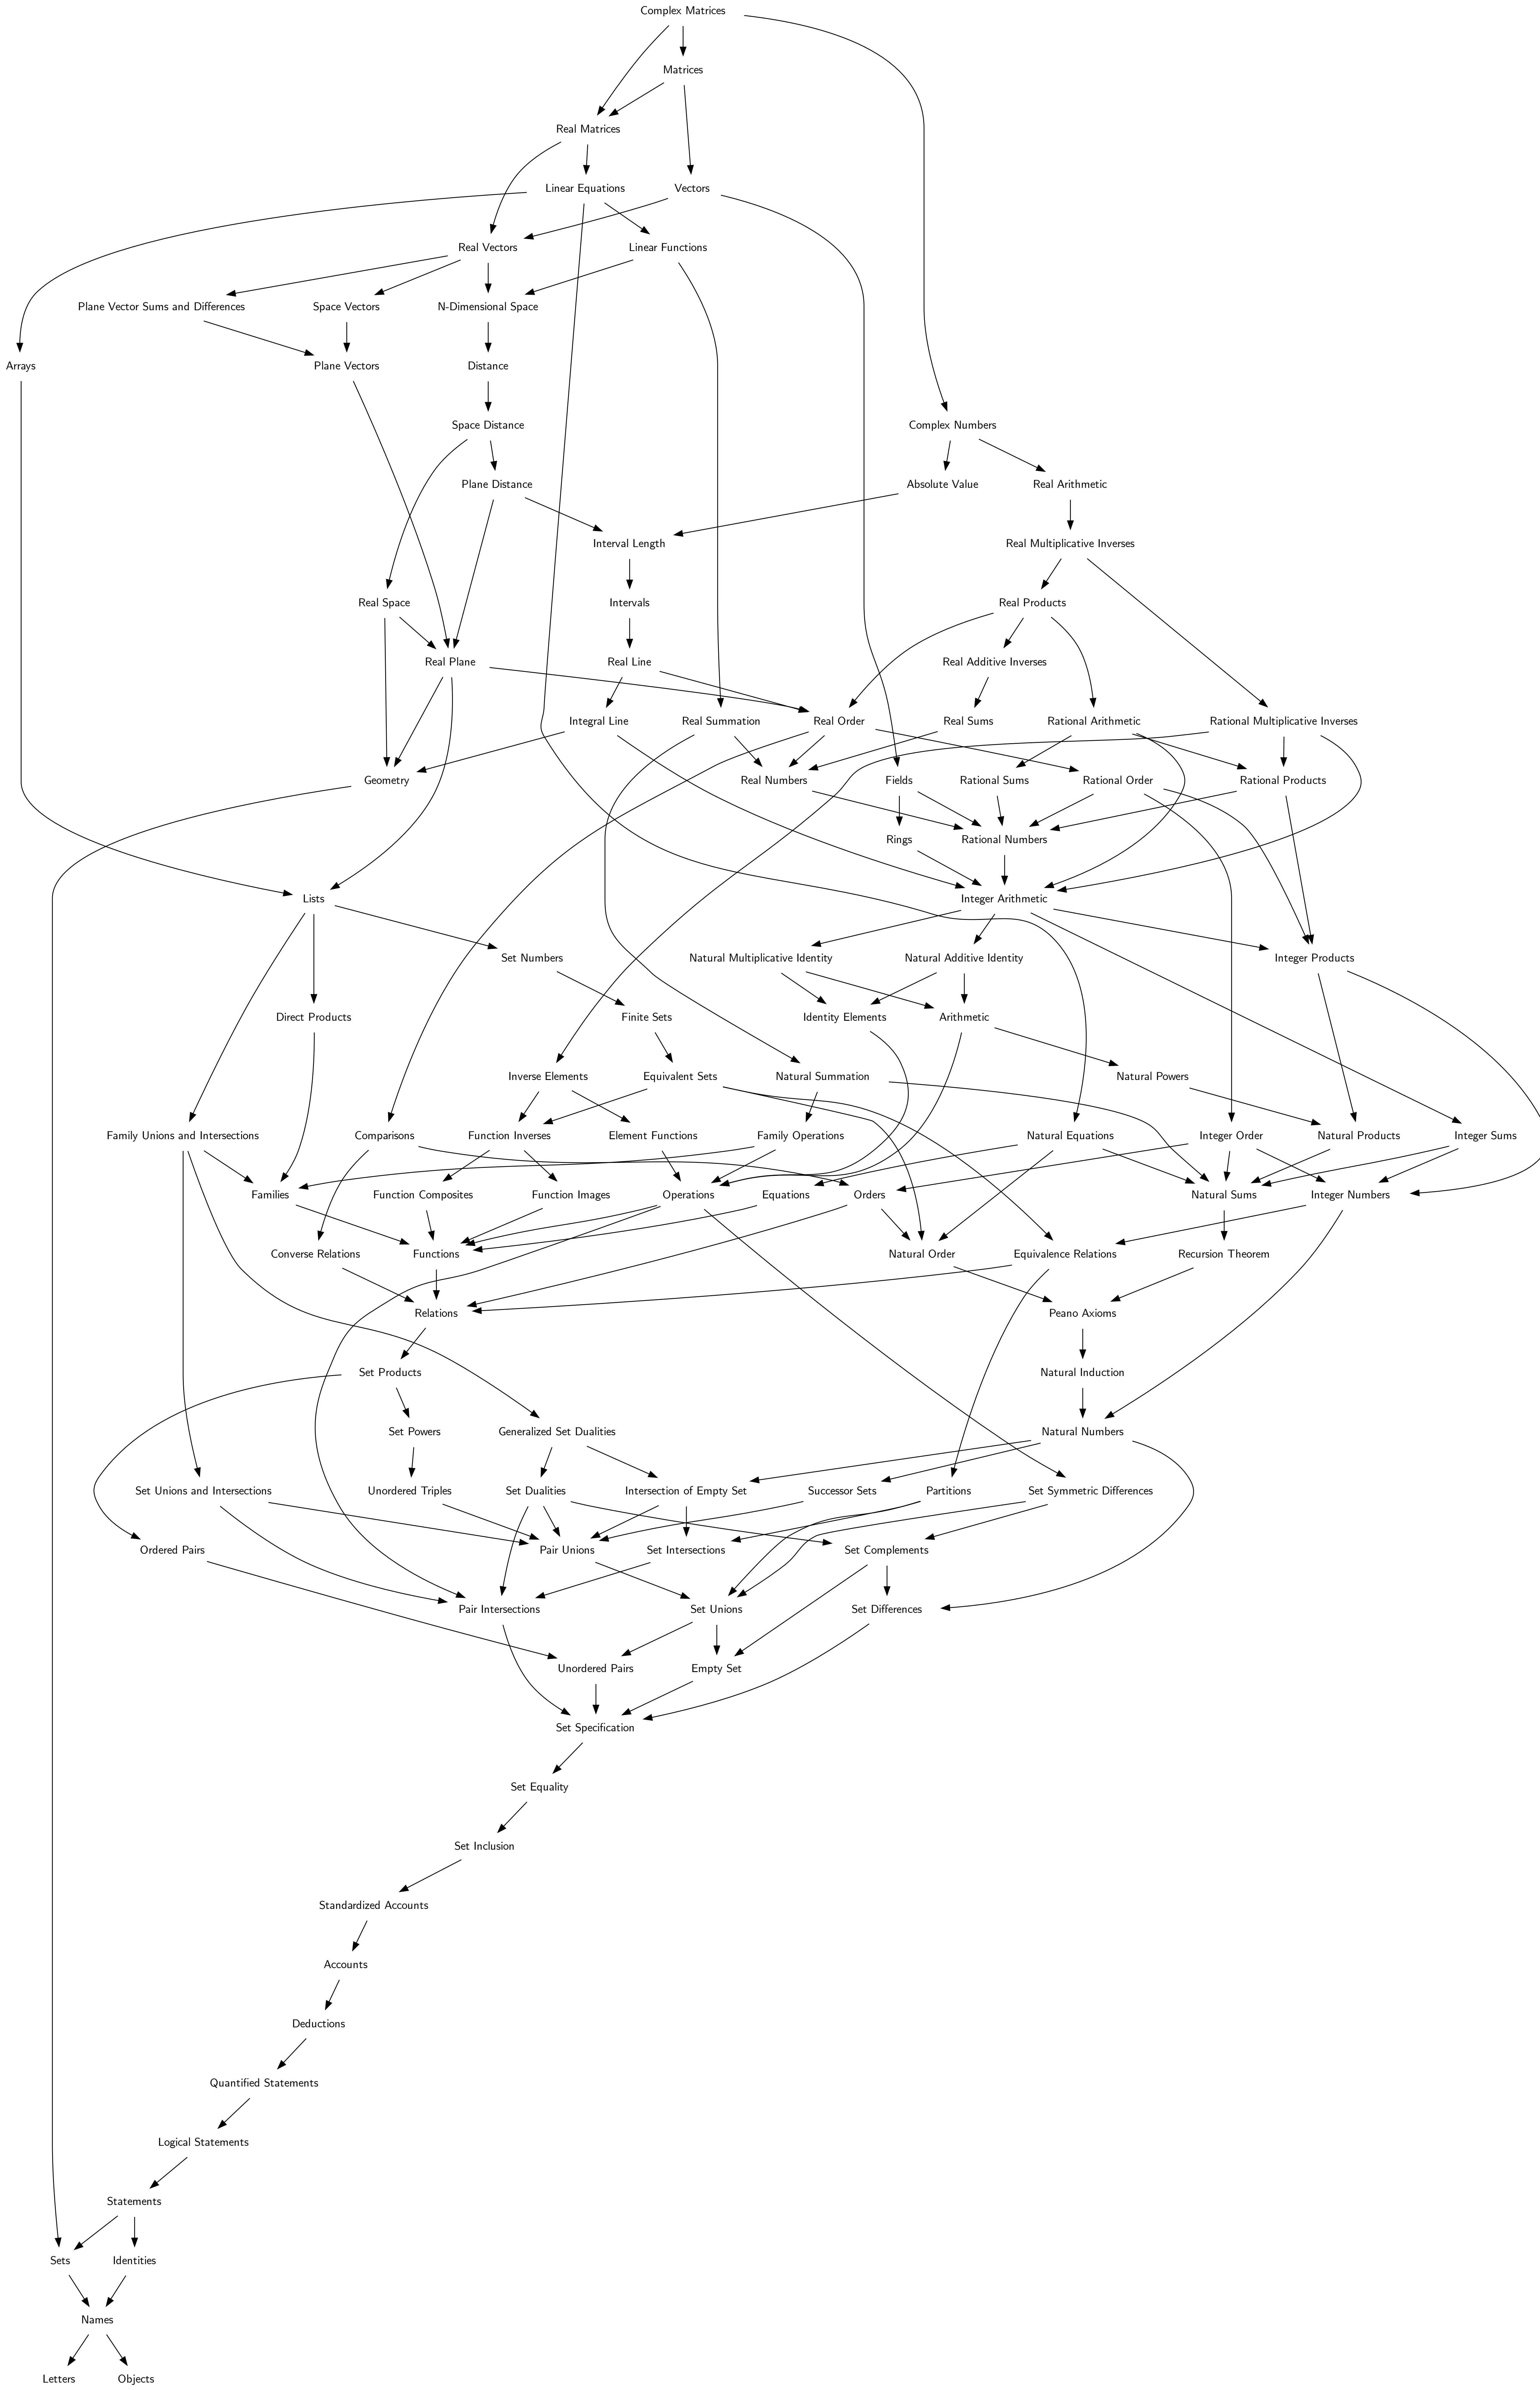 Complex Matrices
Matrices
Real Matrices
Linear Equations
Vectors
Real Vectors
Linear Functions
Plane Vector Sums and Differences
Space Vectors
N-Dimensional Space
Arrays
Plane Vectors
Distance
Space Distance
Complex Numbers
Plane Distance
Absolute Value
Real Arithmetic
Interval Length
Real Multiplicative Inverses
Real Space
Intervals
Real Products
Real Plane
Real Line
Real Additive Inverses
Integral Line
Real Summation
Real Order
Real Sums
Rational Arithmetic
Rational Multiplicative Inverses
Geometry
Real Numbers
Fields
Rational Sums
Rational Order
Rational Products
Rings
Rational Numbers
Lists
Integer Arithmetic
Set Numbers
Natural Multiplicative Identity
Natural Additive Identity
Integer Products
Direct Products
Finite Sets
Identity Elements
Arithmetic
Inverse Elements
Equivalent Sets
Natural Summation
Natural Powers
Family Unions and Intersections
Comparisons
Function Inverses
Element Functions
Family Operations
Natural Equations
Integer Order
Natural Products
Integer Sums
Families
Function Composites
Function Images
Operations
Equations
Orders
Natural Sums
Integer Numbers
Converse Relations
Functions
Natural Order
Equivalence Relations
Recursion Theorem
Relations
Peano Axioms
Set Products
Natural Induction
Set Powers
Generalized Set Dualities
Natural Numbers
Set Unions and Intersections
Unordered Triples
Set Dualities
Intersection of Empty Set
Successor Sets
Partitions
Set Symmetric Differences
Ordered Pairs
Pair Unions
Set Intersections
Set Complements
Pair Intersections
Set Unions
Set Differences
Unordered Pairs
Empty Set
Set Specification
Set Equality
Set Inclusion
Standardized Accounts
Accounts
Deductions
Quantified Statements
Logical Statements
Statements
Sets
Identities
Names
Letters
Objects